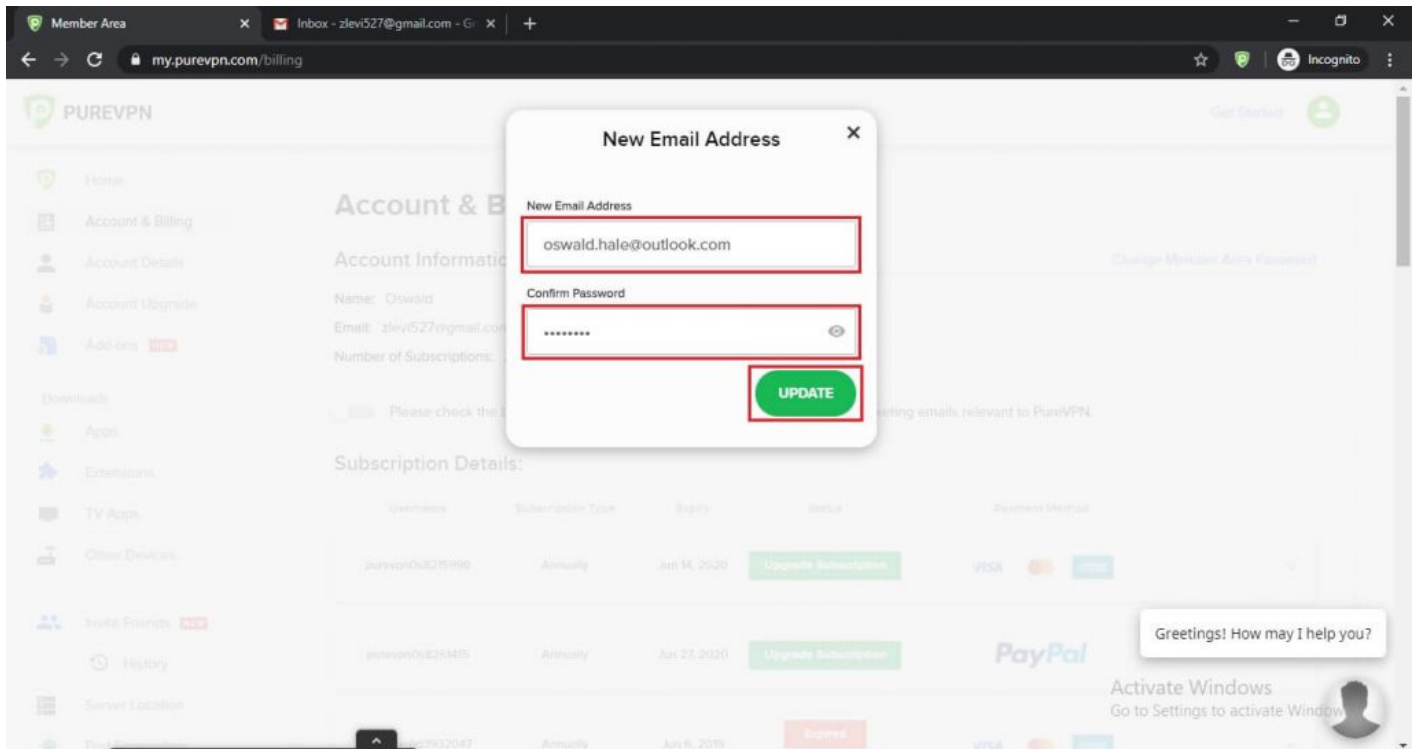 Member Area
Inbox - zlevi527@gmail.com - G
my.purevpn.com/billing
Incognito
PUREVPN
Get Started
New Email Address
Home
Account & Billing
Account Details
Account Upgrade
Add-ons NEW
Downloads
Apps
Extensions
TV Apps
Other Devices
Invite Friends NEW
History
Server Location
Account & B
New Email Address
oswald.hale@outlook.com
Account Informatio
Change Member Area Password
Confirm Password
Name: Oswald
••••••••
Email: zlevi527@gmail.com
Number of Subscriptions:
UPDATE
Please check the
eting emails relevant to PureVPN.
Subscription Details:
Username Subscription Type Expiry Status Payment Method
Annually Jun 14, 2020 Upgrade Subscription VISA
Annually Jun 27, 2020 Upgrade Subscription PayPal
Annually Jun 6, 2019 Expired VISA
Greetings! How may I help you?
Activate Windows
Go to Settings to activate Window